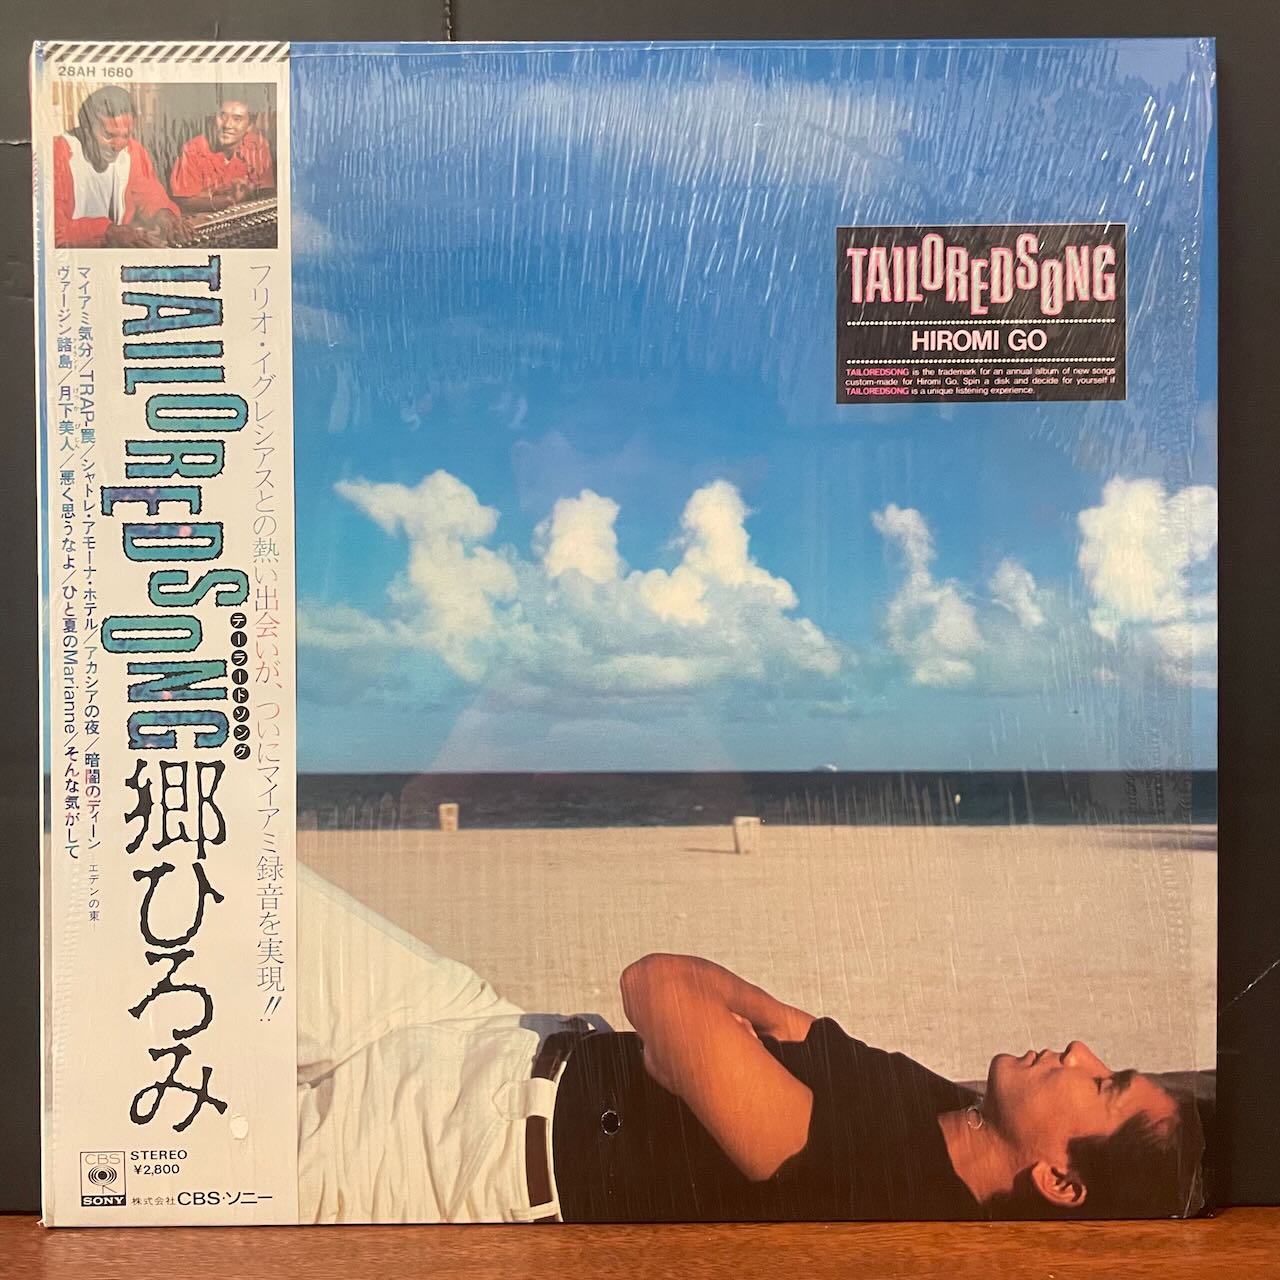 28AH 1680
フリオ・イグレシアスとの熱い出会いが、ついにマイアミ録音を実現!!
TAILOREDSONG
テーラードソング
郷ひろみ
マイアミ気分/TRAP-罠/シャトレ・アモーナ・ホテル/アカシアの夜/暗闇のディーン—エデンの東—
ヴァージン諸島/月下美人/悪く思うなよ/ひと夏のMarianne/そんな気がして
CBS
SONY
STEREO
¥2,800
株式会社CBS・ソニー
TAILOREDSONG
HIROMI GO
TAILOREDSONG is the trademark for an annual album of new songs
custom-made for Hiromi Go. Spin a disk and decide for yourself if
TAILOREDSONG is a unique listening experience.